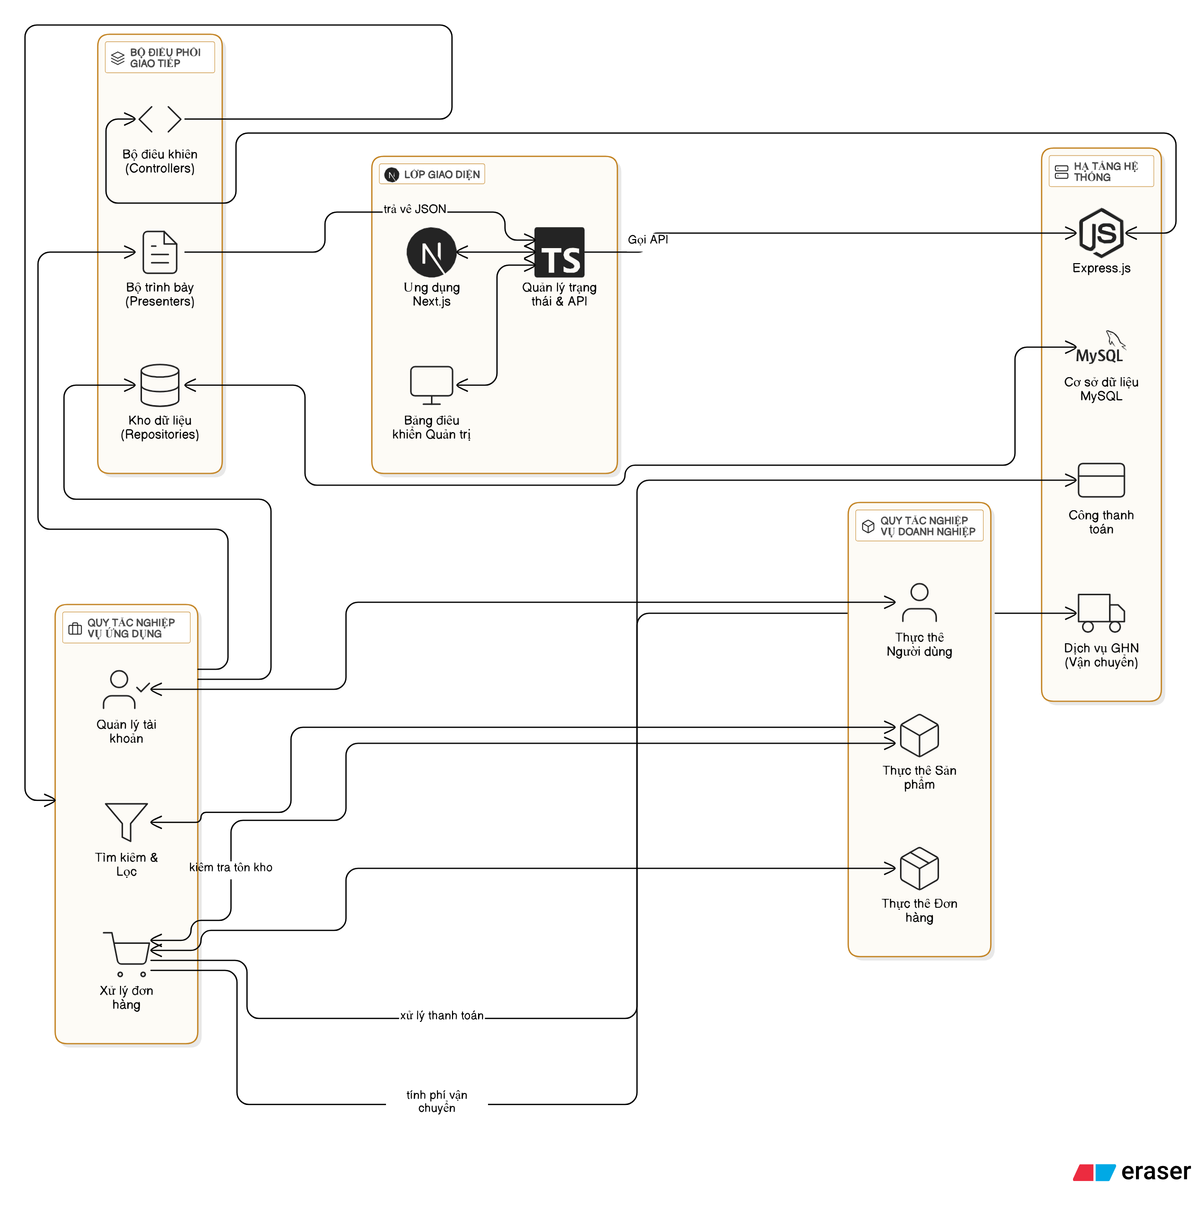 BỘ ĐIỀU PHỐI
GIAO TIẾP
Bộ điều khiển
(Controllers)
Bộ trình bày
(Presenters)
Kho dữ liệu
(Repositories)
LỚP GIAO DIỆN
trả về JSON
Ứng dụng
Next.js
TS
Quản lý trạng
thái & API
Bảng điều
khiển Quản trị
Gọi API
HẠ TẦNG HỆ
THỐNG
JS
Express.js
MySQL
Cơ sở dữ liệu
MySQL
Cổng thanh
toán
Dịch vụ GHN
(Vận chuyển)
QUY TẮC NGHIỆP
VỤ DOANH NGHIỆP
Thực thể
Người dùng
Thực thể Sản
phẩm
Thực thể Đơn
hàng
QUY TẮC NGHIỆP
VỤ ỨNG DỤNG
Quản lý tài
khoản
Tìm kiếm &
Lọc
kiểm tra tồn kho
Xử lý đơn
hàng
xử lý thanh toán
tính phí vận
chuyển
eraser